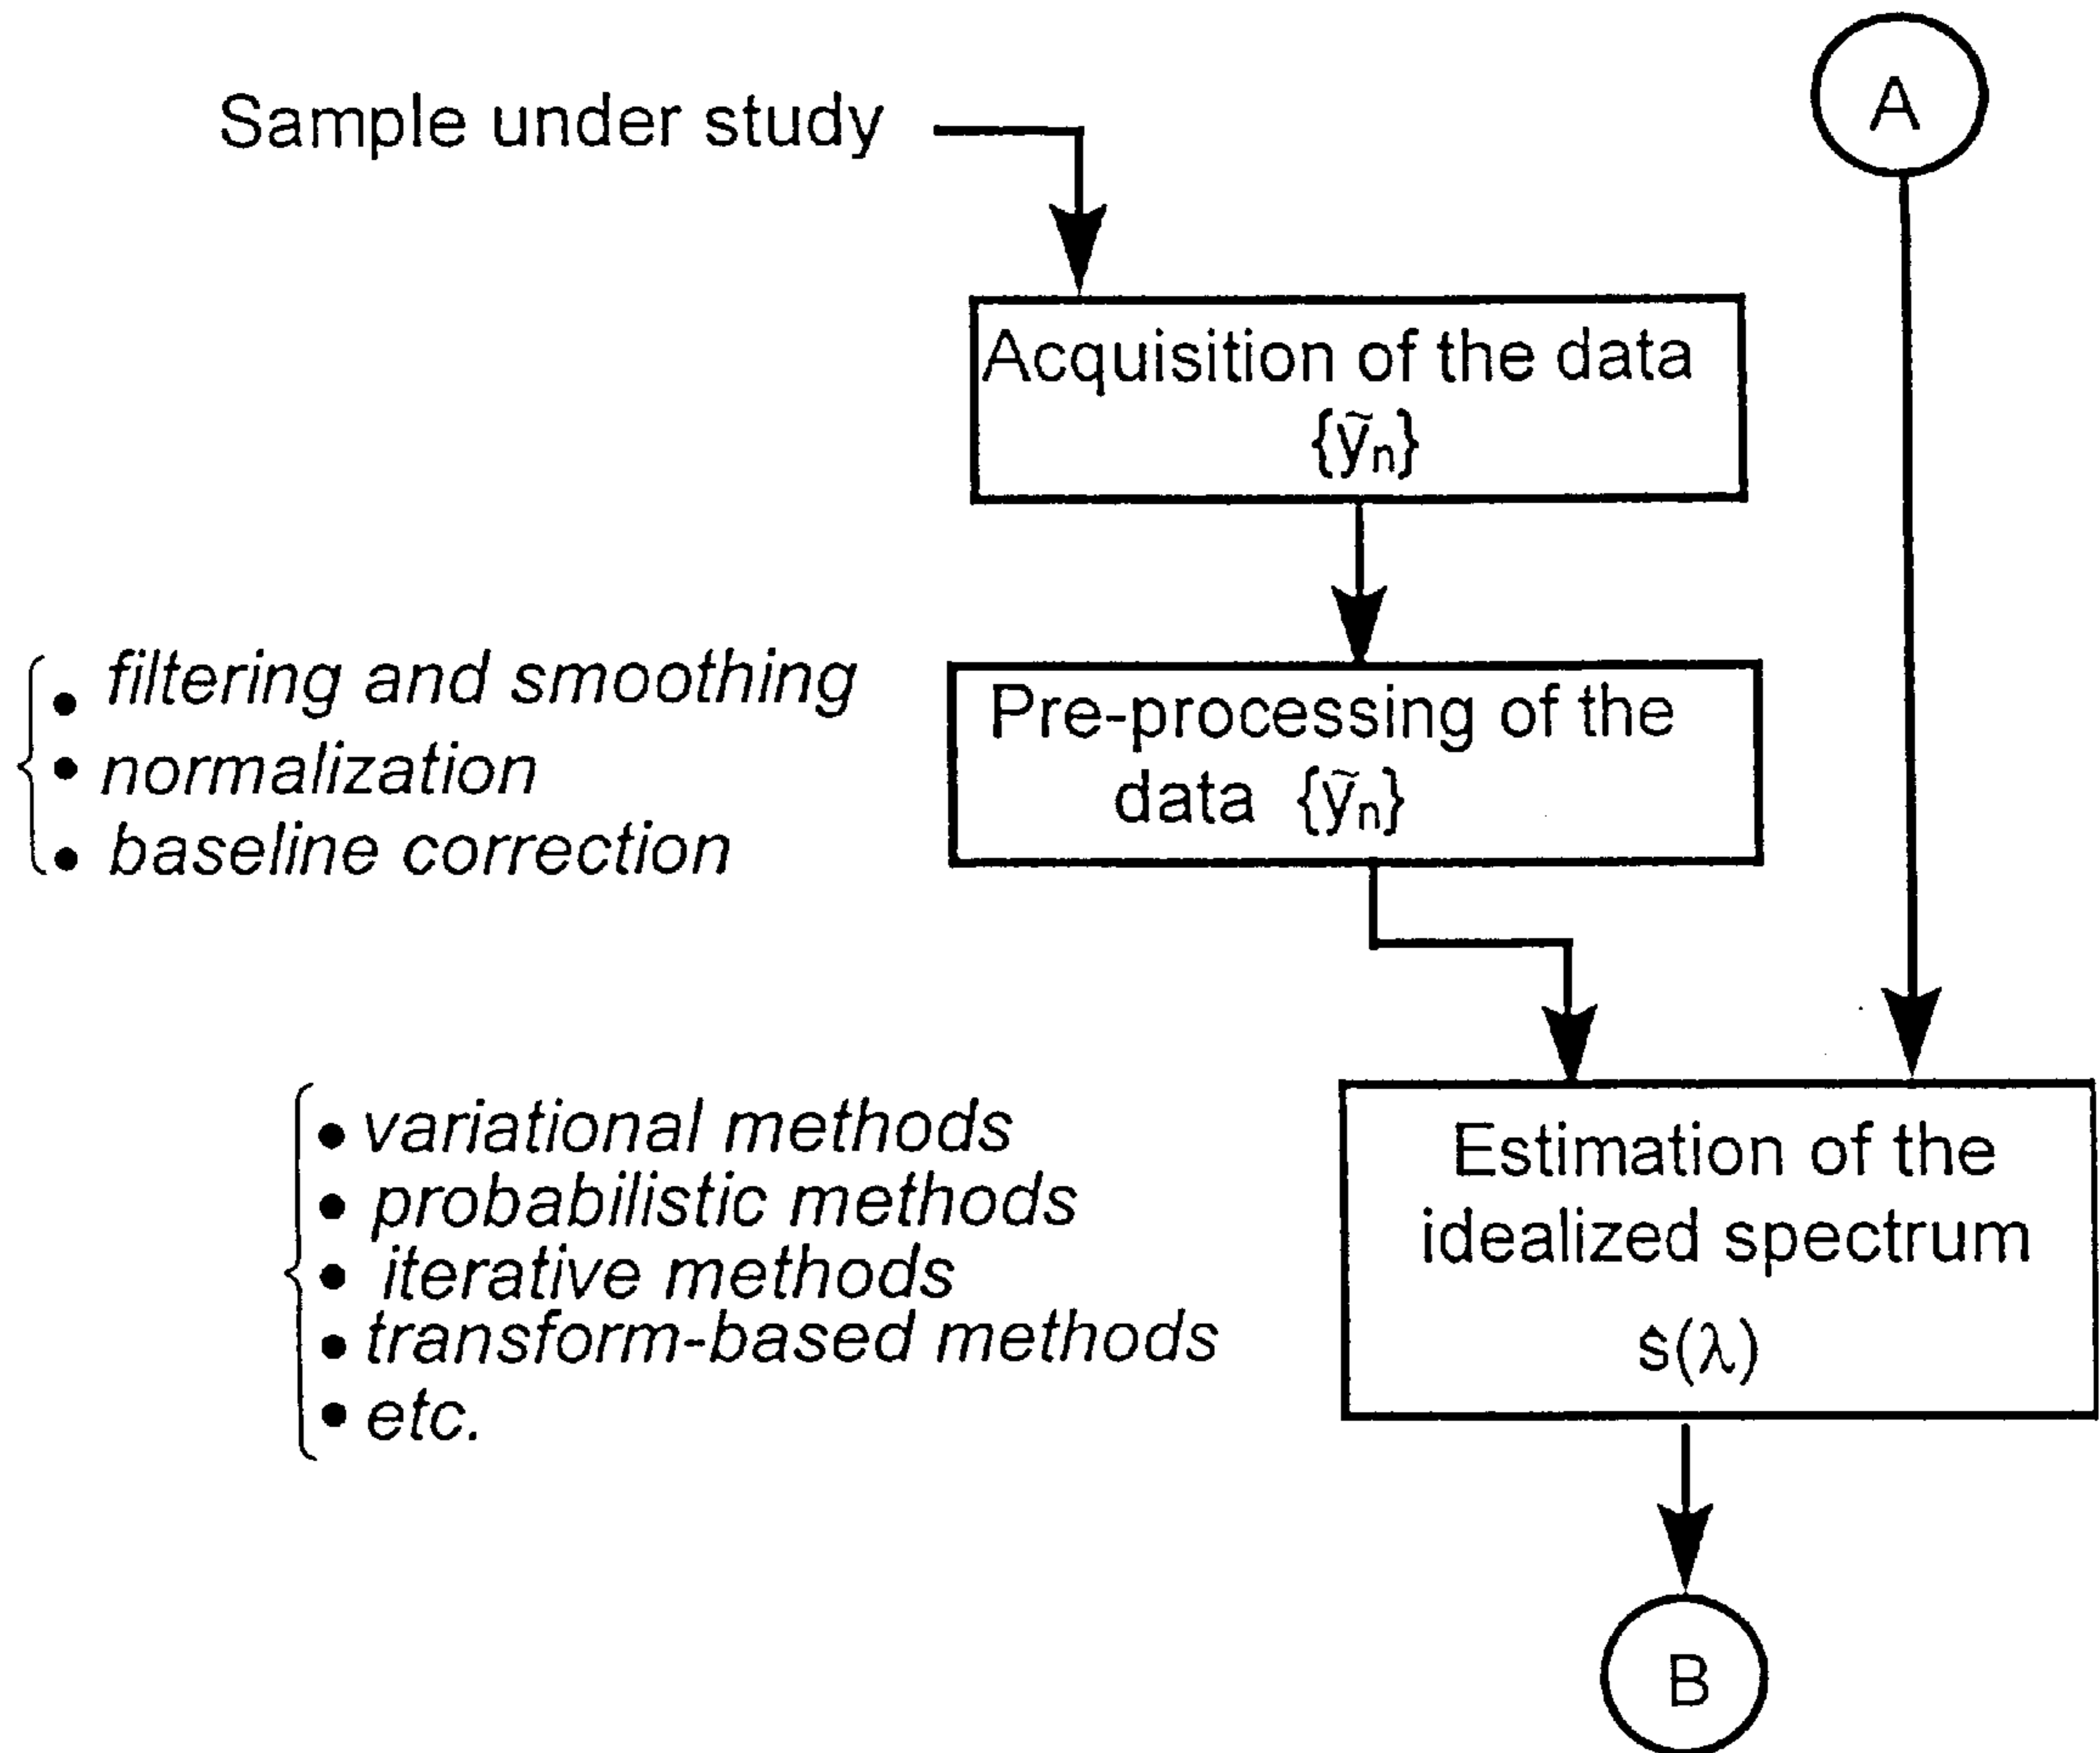 A
Sample under study
Acquisition of the data
{ỹₙ}
• filtering and smoothing
• normalization
• baseline correction
Pre-processing of the
data {ỹₙ}
• variational methods
• probabilistic methods
• iterative methods
• transform-based methods
• etc.
Estimation of the
idealized spectrum
ŝ(λ)
B